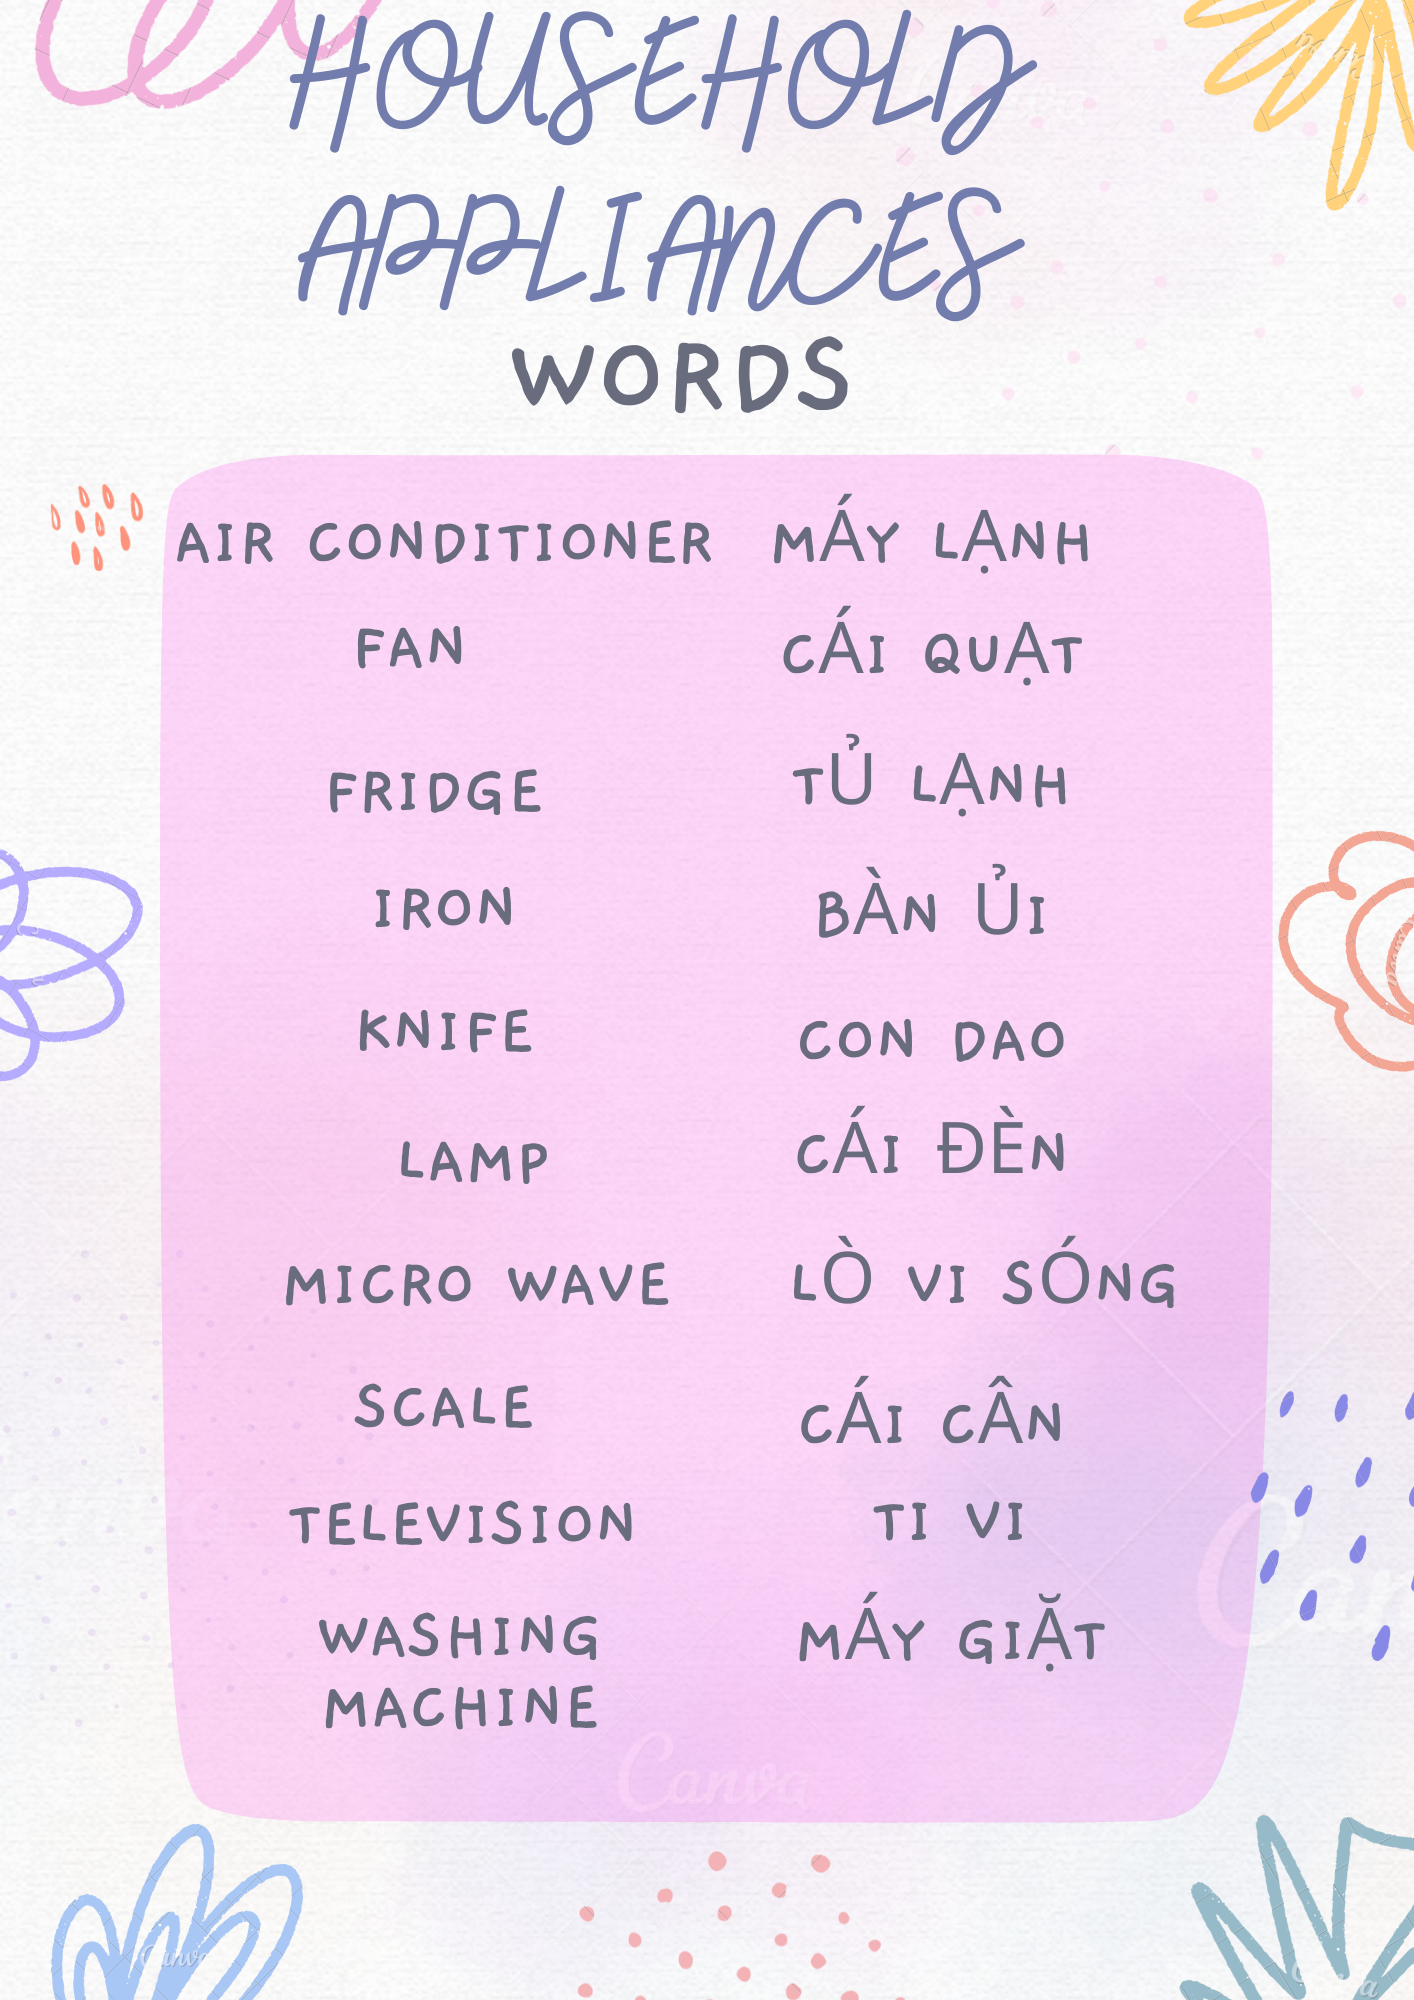 HOUSEHOLD
APPLIANCES
WORDS
AIR CONDITIONER MÁY LẠNH
FAN CÁI QUẠT
FRIDGE TỦ LẠNH
IRON BÀN ỦI
KNIFE CON DAO
LAMP CÁI ĐÈN
MICRO WAVE LÒ VI SÓNG
SCALE CÁI CÂN
TELEVISION TI VI
WASHING MÁY GIẶT
MACHINE
Canva
Canva